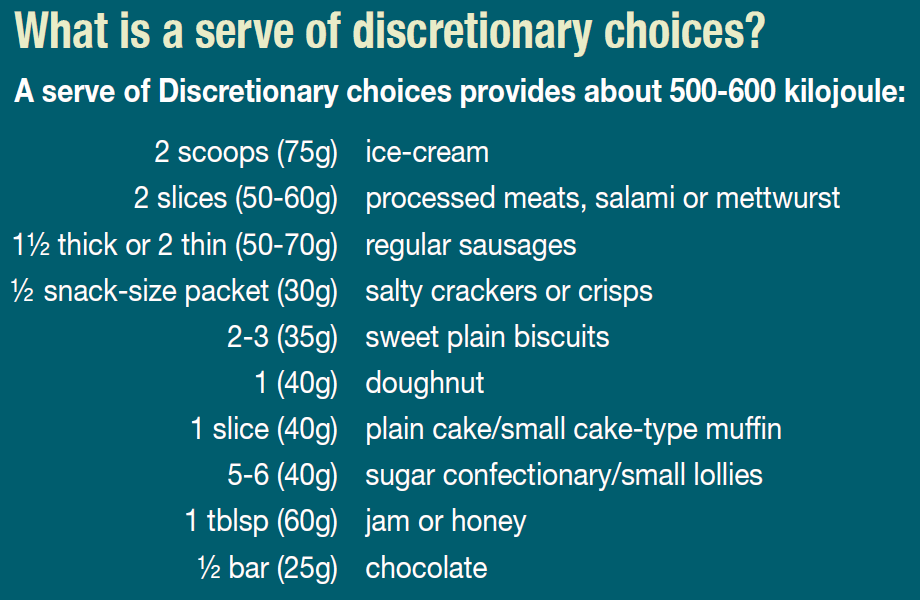 What is a serve of discretionary choices?
A serve of Discretionary choices provides about 500-600 kilojoule:
2 scoops (75g) ice-cream
2 slices (50-60g) processed meats, salami or mettwurst
1½ thick or 2 thin (50-70g) regular sausages
½ snack-size packet (30g) salty crackers or crisps
2-3 (35g) sweet plain biscuits
1 (40g) doughnut
1 slice (40g) plain cake/small cake-type muffin
5-6 (40g) sugar confectionary/small lollies
1 tblsp (60g) jam or honey
½ bar (25g) chocolate